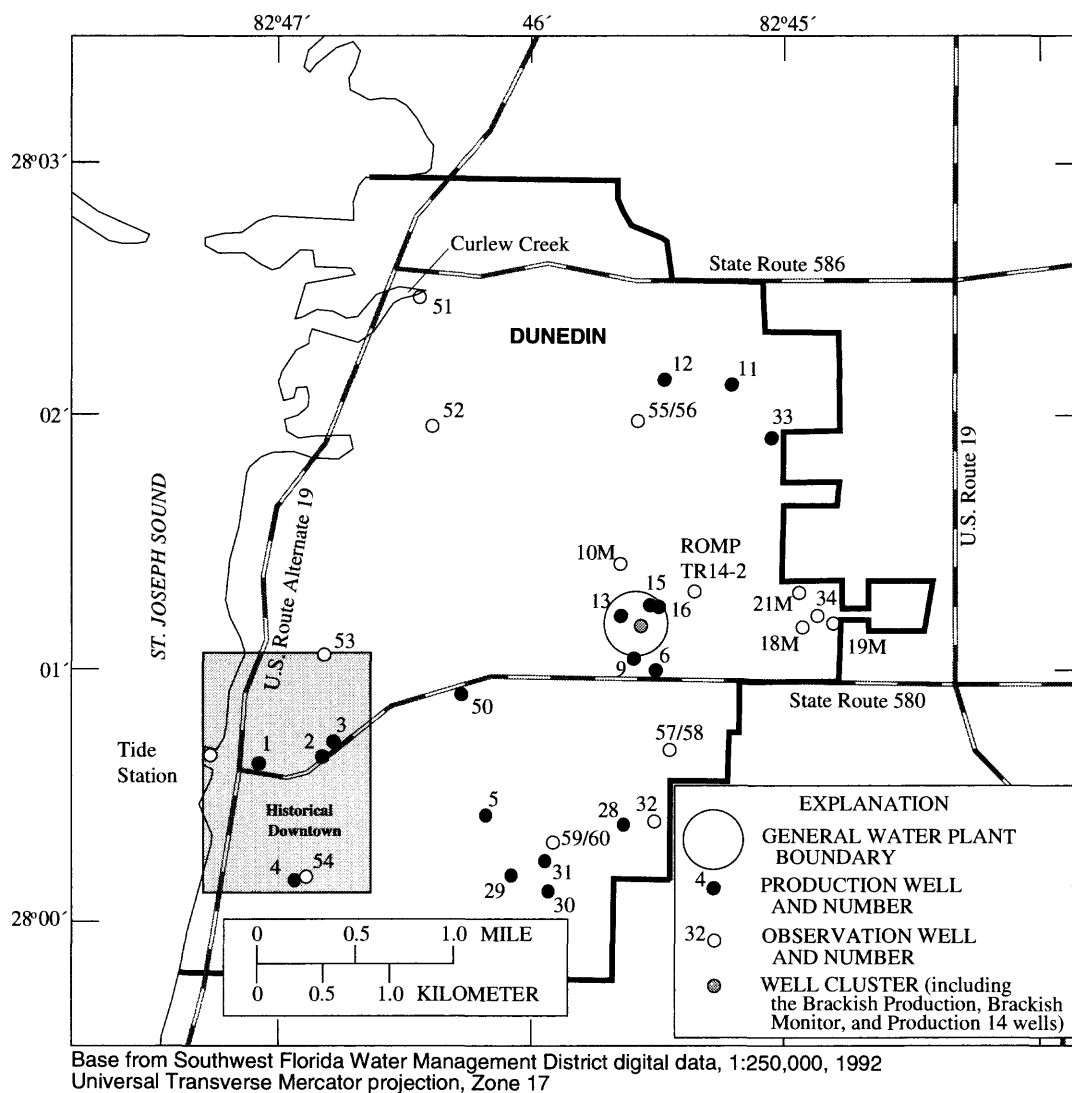 82°47´
46´
82°45´
28°03´
Curlew Creek
State Route 586
51
DUNEDIN
12
11
02´
52
55/56
33
ST. JOSEPH SOUND
U.S. Route Alternate 19
U.S. Route 19
10M
ROMP
TR14-2
15
13
16
21M
34
18M
19M
53
01´
9
6
50
State Route 580
57/58
Tide
Station
1
2
3
Historical
Downtown
5
28
32
59/60
4
54
31
29
30
28°00´
0
0.5
1.0 MILE
0
0.5
1.0 KILOMETER
EXPLANATION
GENERAL WATER PLANT
BOUNDARY
4
PRODUCTION WELL
AND NUMBER
32
OBSERVATION WELL
AND NUMBER
WELL CLUSTER (including
the Brackish Production, Brackish
Monitor, and Production 14 wells)
Base from Southwest Florida Water Management District digital data, 1:250,000, 1992
Universal Transverse Mercator projection, Zone 17